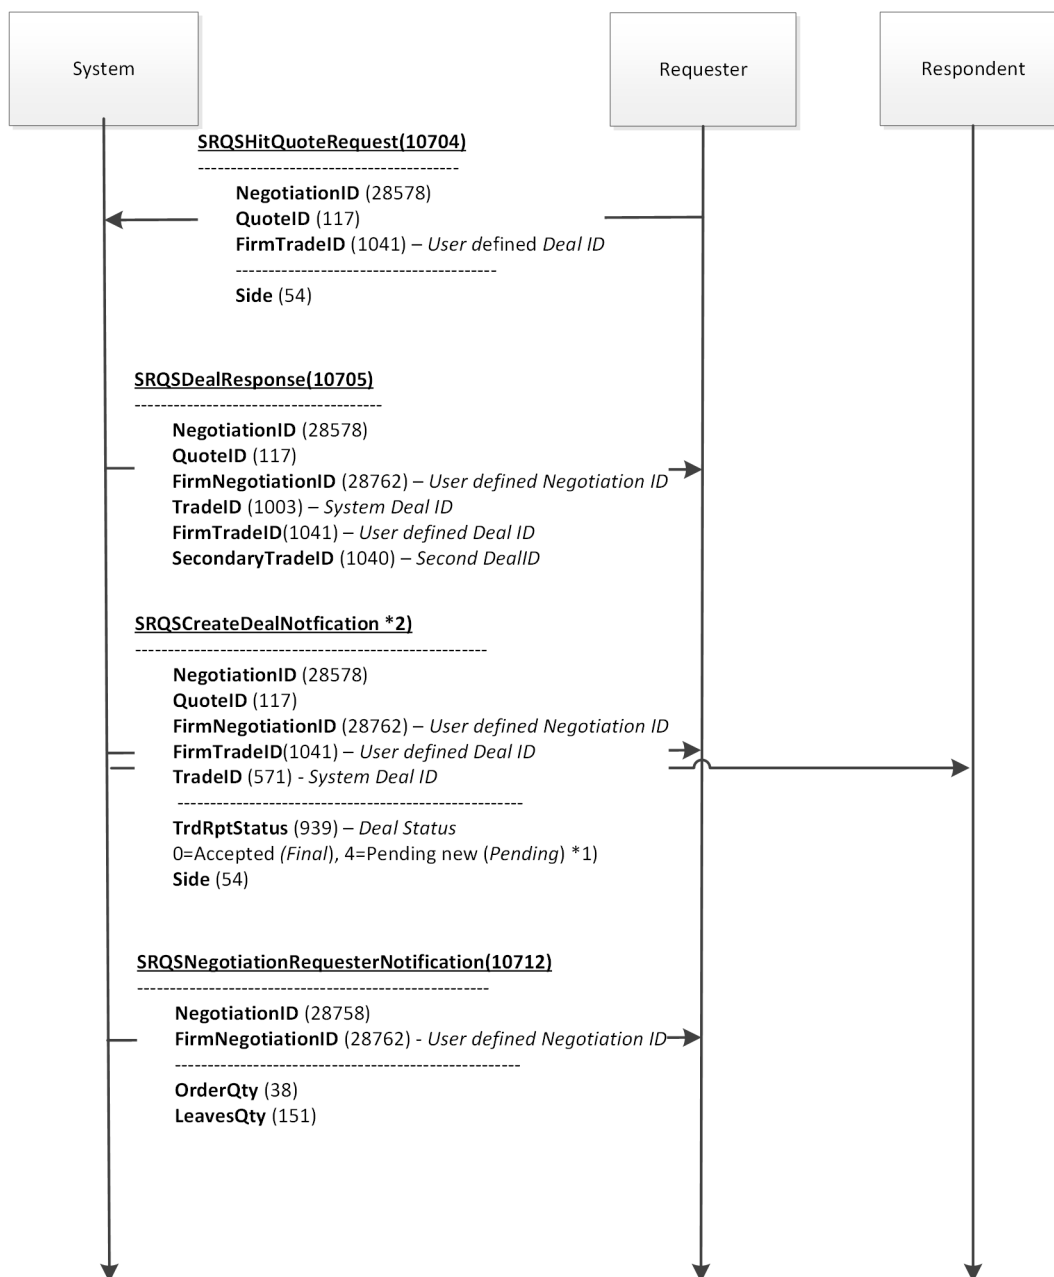 System
Requester
Respondent
SRQSHitQuoteRequest(10704)
----------------------------------------
NegotiationID (28578)
QuoteID (117)
FirmTradeID (1041) – User defined Deal ID
----------------------------------------
Side (54)
SRQSDealResponse(10705)
--------------------------------------
NegotiationID (28578)
QuoteID (117)
FirmNegotiationID (28762) – User defined Negotiation ID
TradeID (1003) – System Deal ID
FirmTradeID(1041) – User defined Deal ID
SecondaryTradeID (1040) – Second DealID
SRQSCreateDealNotfication *2)
------------------------------------------------------
NegotiationID (28578)
QuoteID (117)
FirmNegotiationID (28762) – User defined Negotiation ID
FirmTradeID(1041) – User defined Deal ID
TradeID (571) - System Deal ID
-----------------------------------------------------
TrdRptStatus (939) – Deal Status
0=Accepted (Final), 4=Pending new (Pending) *1)
Side (54)
SRQSNegotiationRequesterNotification(10712)
------------------------------------------------------
NegotiationID (28758)
FirmNegotiationID (28762) - User defined Negotiation ID
-----------------------------------------------------
OrderQty (38)
LeavesQty (151)